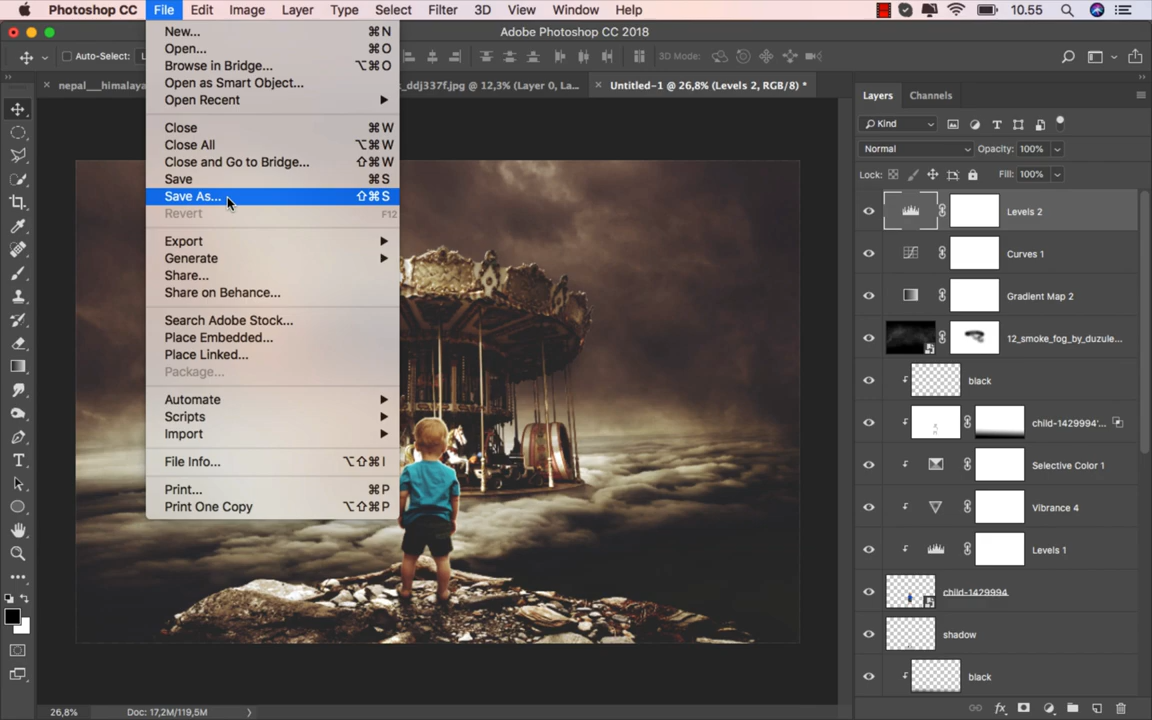 Photoshop CC File Edit Image Layer Type Select Filter 3D View Window Help 10.55
Adobe Photoshop CC 2018
Auto-Select: 3D Mode:
nepal___himalaya _ddj337f.jpg @ 12,3% (Layer 0, La... Untitled-1 @ 26,8% (Levels 2, RGB/8) *
New... ⌘N
Open... ⌘O
Browse in Bridge... ⌥⌘O
Open as Smart Object...
Open Recent
Close ⌘W
Close All ⌥⌘W
Close and Go to Bridge... ⇧⌘W
Save ⌘S
Save As... ⇧⌘S
Revert F12
Export
Generate
Share...
Share on Behance...
Search Adobe Stock...
Place Embedded...
Place Linked...
Package...
Automate
Scripts
Import
File Info... ⌥⇧⌘I
Print... ⌘P
Print One Copy ⌥⇧⌘P
Layers Channels
Kind
Normal Opacity: 100%
Lock: Fill: 100%
Levels 2
Curves 1
Gradient Map 2
12_smoke_fog_by_duzule...
black
child-1429994'...
Selective Color 1
Vibrance 4
Levels 1
child-1429994
shadow
black
26,8% Doc: 17,2M/119,5M